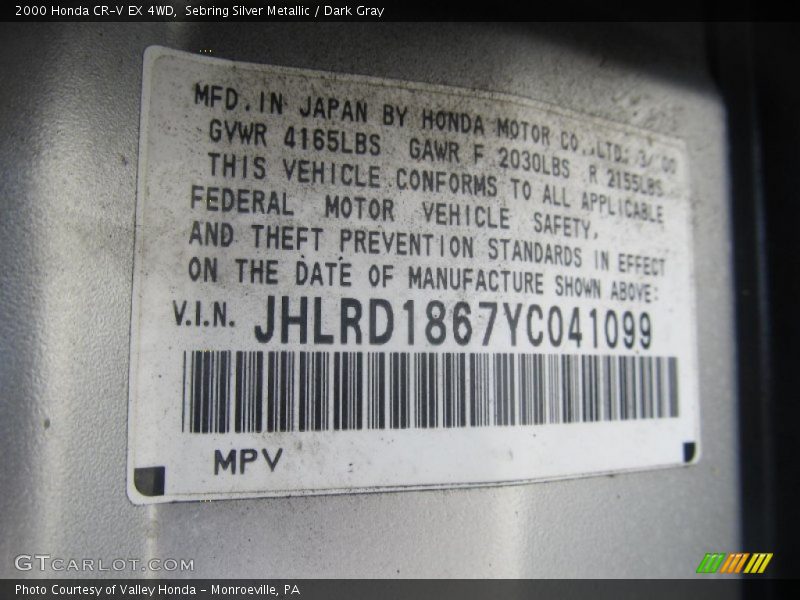 2000 Honda CR-V EX 4WD, Sebring Silver Metallic / Dark Gray
MFD. IN JAPAN BY HONDA MOTOR CO.,LTD. 3/00
GVWR 4165LBS GAWR F 2030LBS R 2155LBS
THIS VEHICLE CONFORMS TO ALL APPLICABLE
FEDERAL MOTOR VEHICLE SAFETY,
AND THEFT PREVENTION STANDARDS IN EFFECT
ON THE DATE OF MANUFACTURE SHOWN ABOVE:
V.I.N. JHLRD1867YC041099
MPV
GTCARLOT.COM
Photo Courtesy of Valley Honda - Monroeville, PA